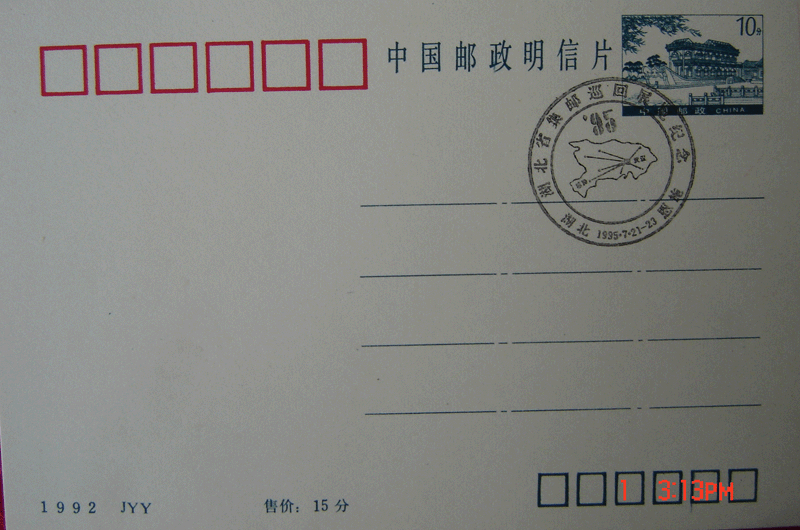 中国邮政明信片
10分
中国邮政 CHINA
湖北省集邮巡回展览纪念
'95
湖北 1995·7·21-23 恩施
1992 JYY 售价：15分
1 3:13PM